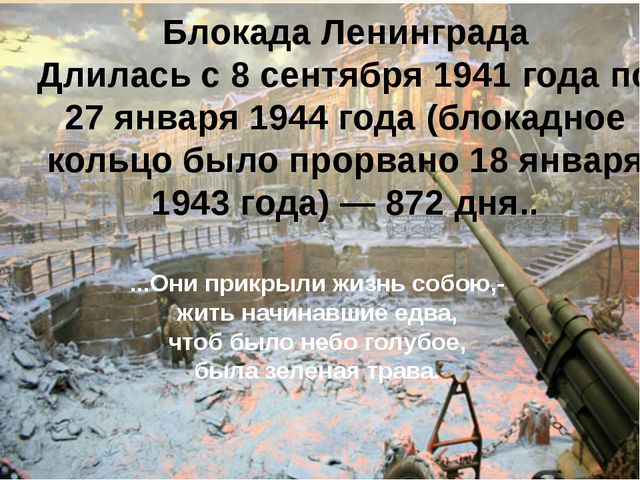 Блокада Ленинграда
Длилась с 8 сентября 1941 года по
27 января 1944 года (блокадное
кольцо было прорвано 18 января
1943 года) — 872 дня..
...Они прикрыли жизнь собою,-
жить начинавшие едва,
чтоб было небо голубое,
была зеленая трава.